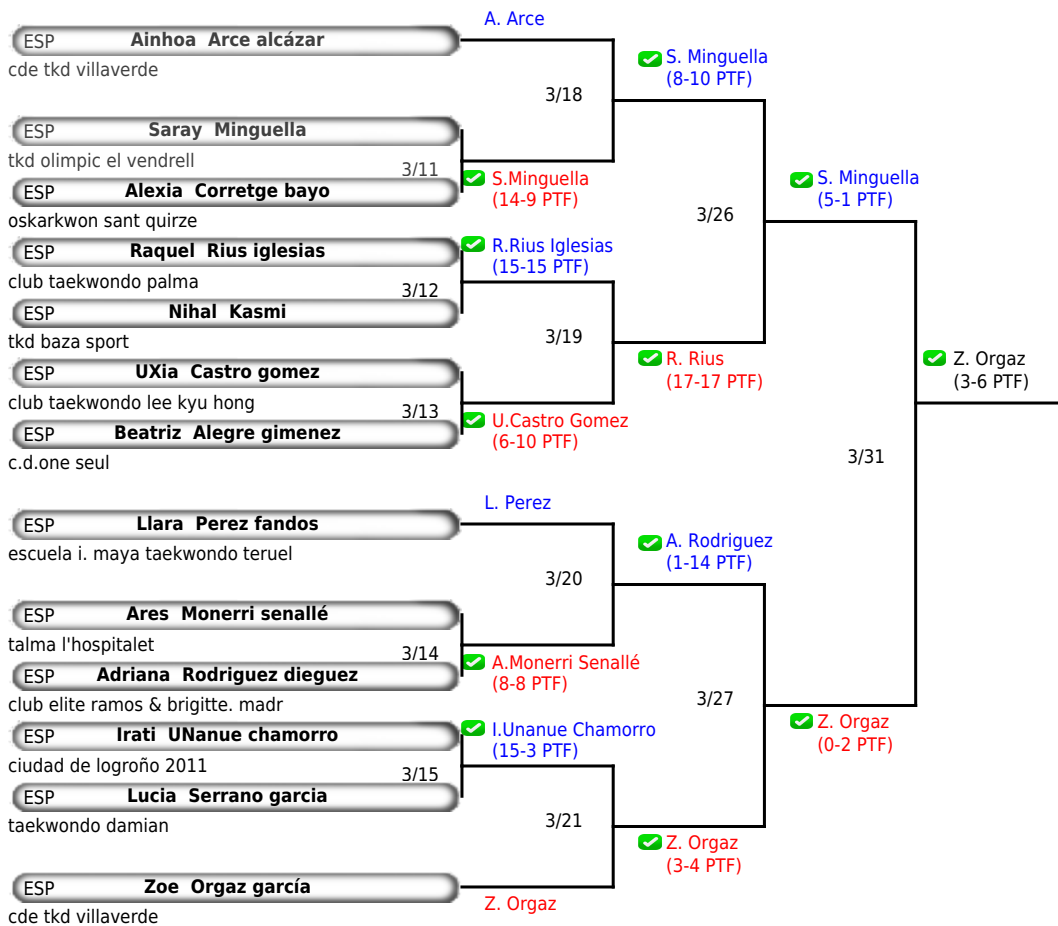 A. Arce
ESP Ainhoa Arce alcázar
cde tkd villaverde
S. Minguella
(8-10 PTF)
3/18
ESP Saray Minguella
tkd olimpic el vendrell
3/11
S.Minguella
(14-9 PTF)
ESP Alexia Corretge bayo
oskarkwon sant quirze
S. Minguella
(5-1 PTF)
3/26
ESP Raquel Rius iglesias
club taekwondo palma
R.Rius Iglesias
(15-15 PTF)
3/12
ESP Nihal Kasmi
tkd baza sport
3/19
R. Rius
(17-17 PTF)
Z. Orgaz
(3-6 PTF)
ESP UXia Castro gomez
club taekwondo lee kyu hong
3/13
U.Castro Gomez
(6-10 PTF)
ESP Beatriz Alegre gimenez
c.d.one seul
3/31
L. Perez
ESP Llara Perez fandos
escuela i. maya taekwondo teruel
A. Rodriguez
(1-14 PTF)
3/20
ESP Ares Monerri senallé
talma l'hospitalet
3/14
A.Monerri Senallé
(8-8 PTF)
ESP Adriana Rodriguez dieguez
club elite ramos & brigitte. madr
3/27
Z. Orgaz
(0-2 PTF)
ESP Irati UNanue chamorro
ciudad de logroño 2011
I.Unanue Chamorro
(15-3 PTF)
3/15
ESP Lucia Serrano garcia
taekwondo damian
3/21
Z. Orgaz
(3-4 PTF)
ESP Zoe Orgaz garcía
cde tkd villaverde
Z. Orgaz